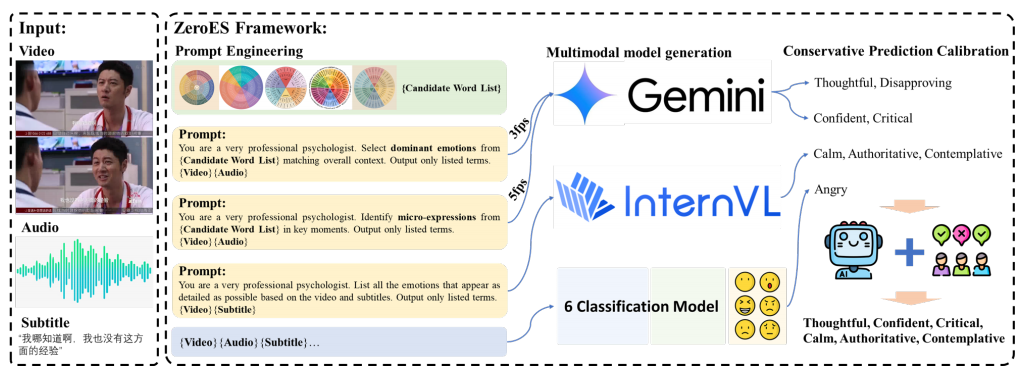 Input:
Video
Audio
Subtitle
“我哪知道啊，我也没有这方
面的经验”
ZeroES Framework:
Prompt Engineering
{Candidate Word List}
Prompt:
You are a very professional psychologist. Select dominant emotions from
{Candidate Word List} matching overall context. Output only listed terms.
{Video}{Audio}
Prompt:
You are a very professional psychologist. Identify micro-expressions from
{Candidate Word List} in key moments. Output only listed terms.
{Video}{Audio}
Prompt:
You are a very professional psychologist. List all the emotions that appear as
detailed as possible based on the video and subtitles. Output only listed terms.
{Video}{Subtitle}
{Video}{Audio}{Subtitle}…
3fps
5fps
Multimodal model generation
Gemini
InternVL
6 Classification Model
Conservative Prediction Calibration
Thoughtful, Disapproving
Confident, Critical
Calm, Authoritative, Contemplative
Angry
AI
Thoughtful, Confident, Critical,
Calm, Authoritative, Contemplative